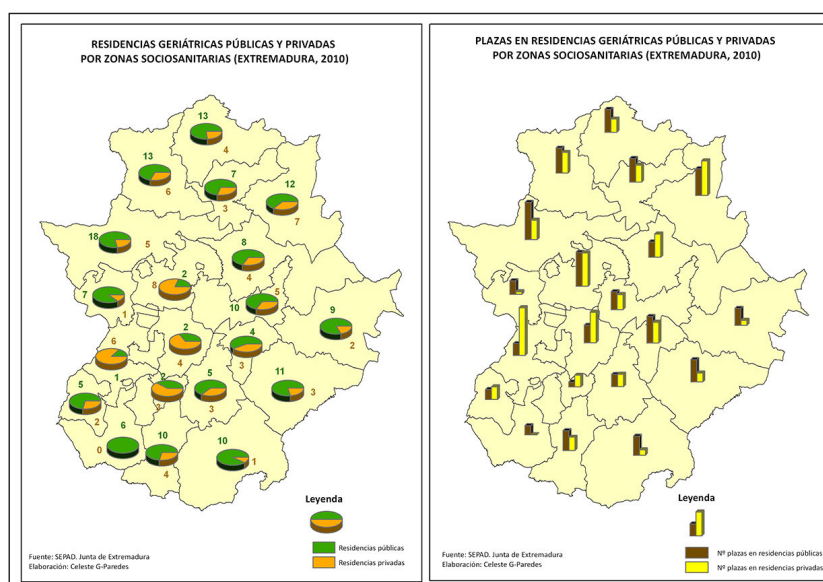 RESIDENCIAS GERIÁTRICAS PÚBLICAS Y PRIVADAS
POR ZONAS SOCIOSANITARIAS (EXTREMADURA, 2010)
13
4
13
6
7
3
12
7
18
5
8
4
2
8
7
1
5
10
9
2
2
4
4
3
6
1
2
3
5
3
11
3
5
2
6
0
10
4
10
1
Leyenda
Residencias públicas
Residencias privadas
Fuente: SEPAD. Junta de Extremadura
Elaboración: Celeste G-Paredes
PLAZAS EN RESIDENCIAS GERIÁTRICAS PÚBLICAS Y PRIVADAS
POR ZONAS SOCIOSANITARIAS (EXTREMADURA, 2010)
Leyenda
Nº plazas en residencias públicas
Nº plazas en residencias privadas
Fuente: SEPAD. Junta de Extremadura
Elaboración: Celeste G-Paredes